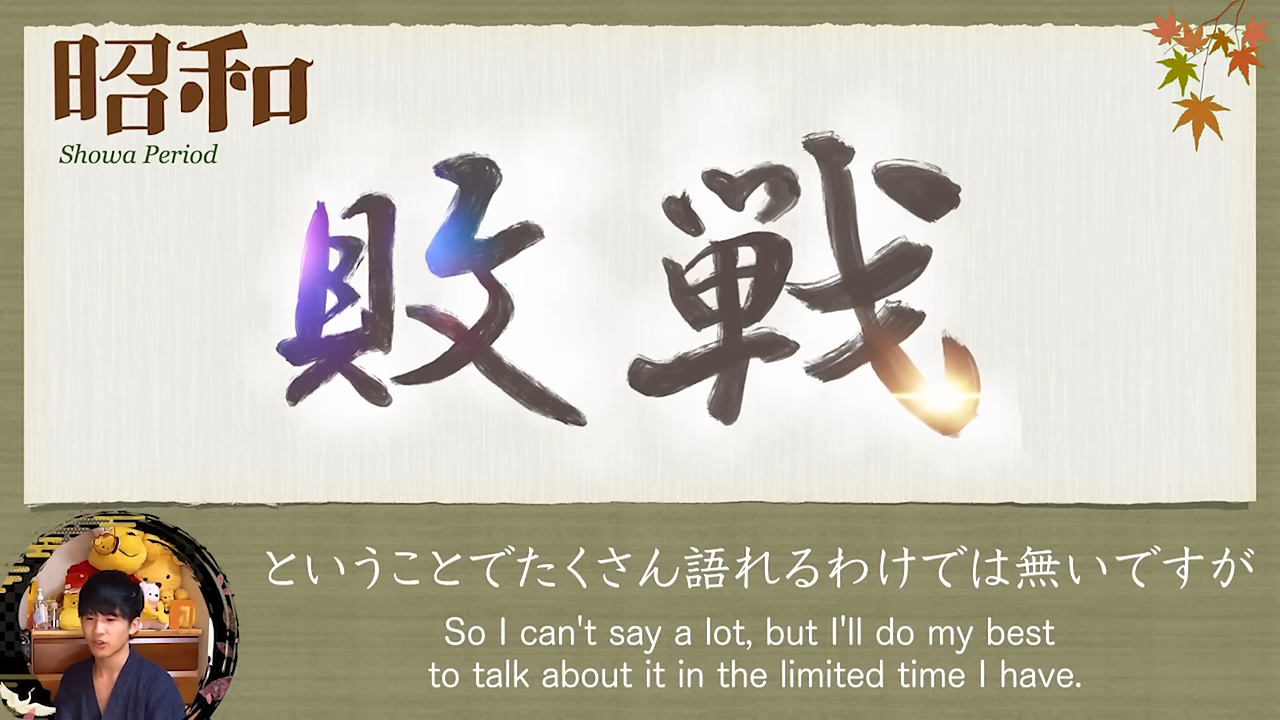 昭和
Showa Period
敗戦
ということでたくさん語れるわけでは無いですが
So I can't say a lot, but I'll do my best
to talk about it in the limited time I have.